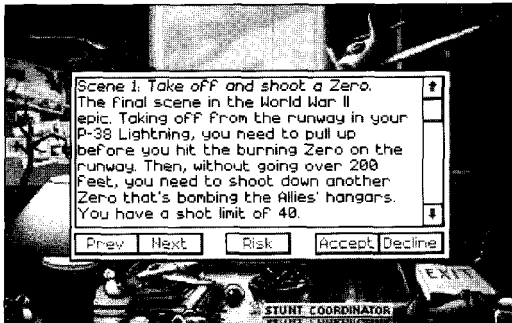 Scene 1: Take off and shoot a Zero.
The final scene in the World War II
epic. Taking off from the runway in your
P-38 Lightning, you need to pull up
before you hit the burning Zero on the
runway. Then, without going over 200
feet, you need to shoot down another
Zero that's bombing the Allies' hangars.
You have a shot limit of 40.
Prev Next Risk Accept Decline
EXIT
STUNT COORDINATOR